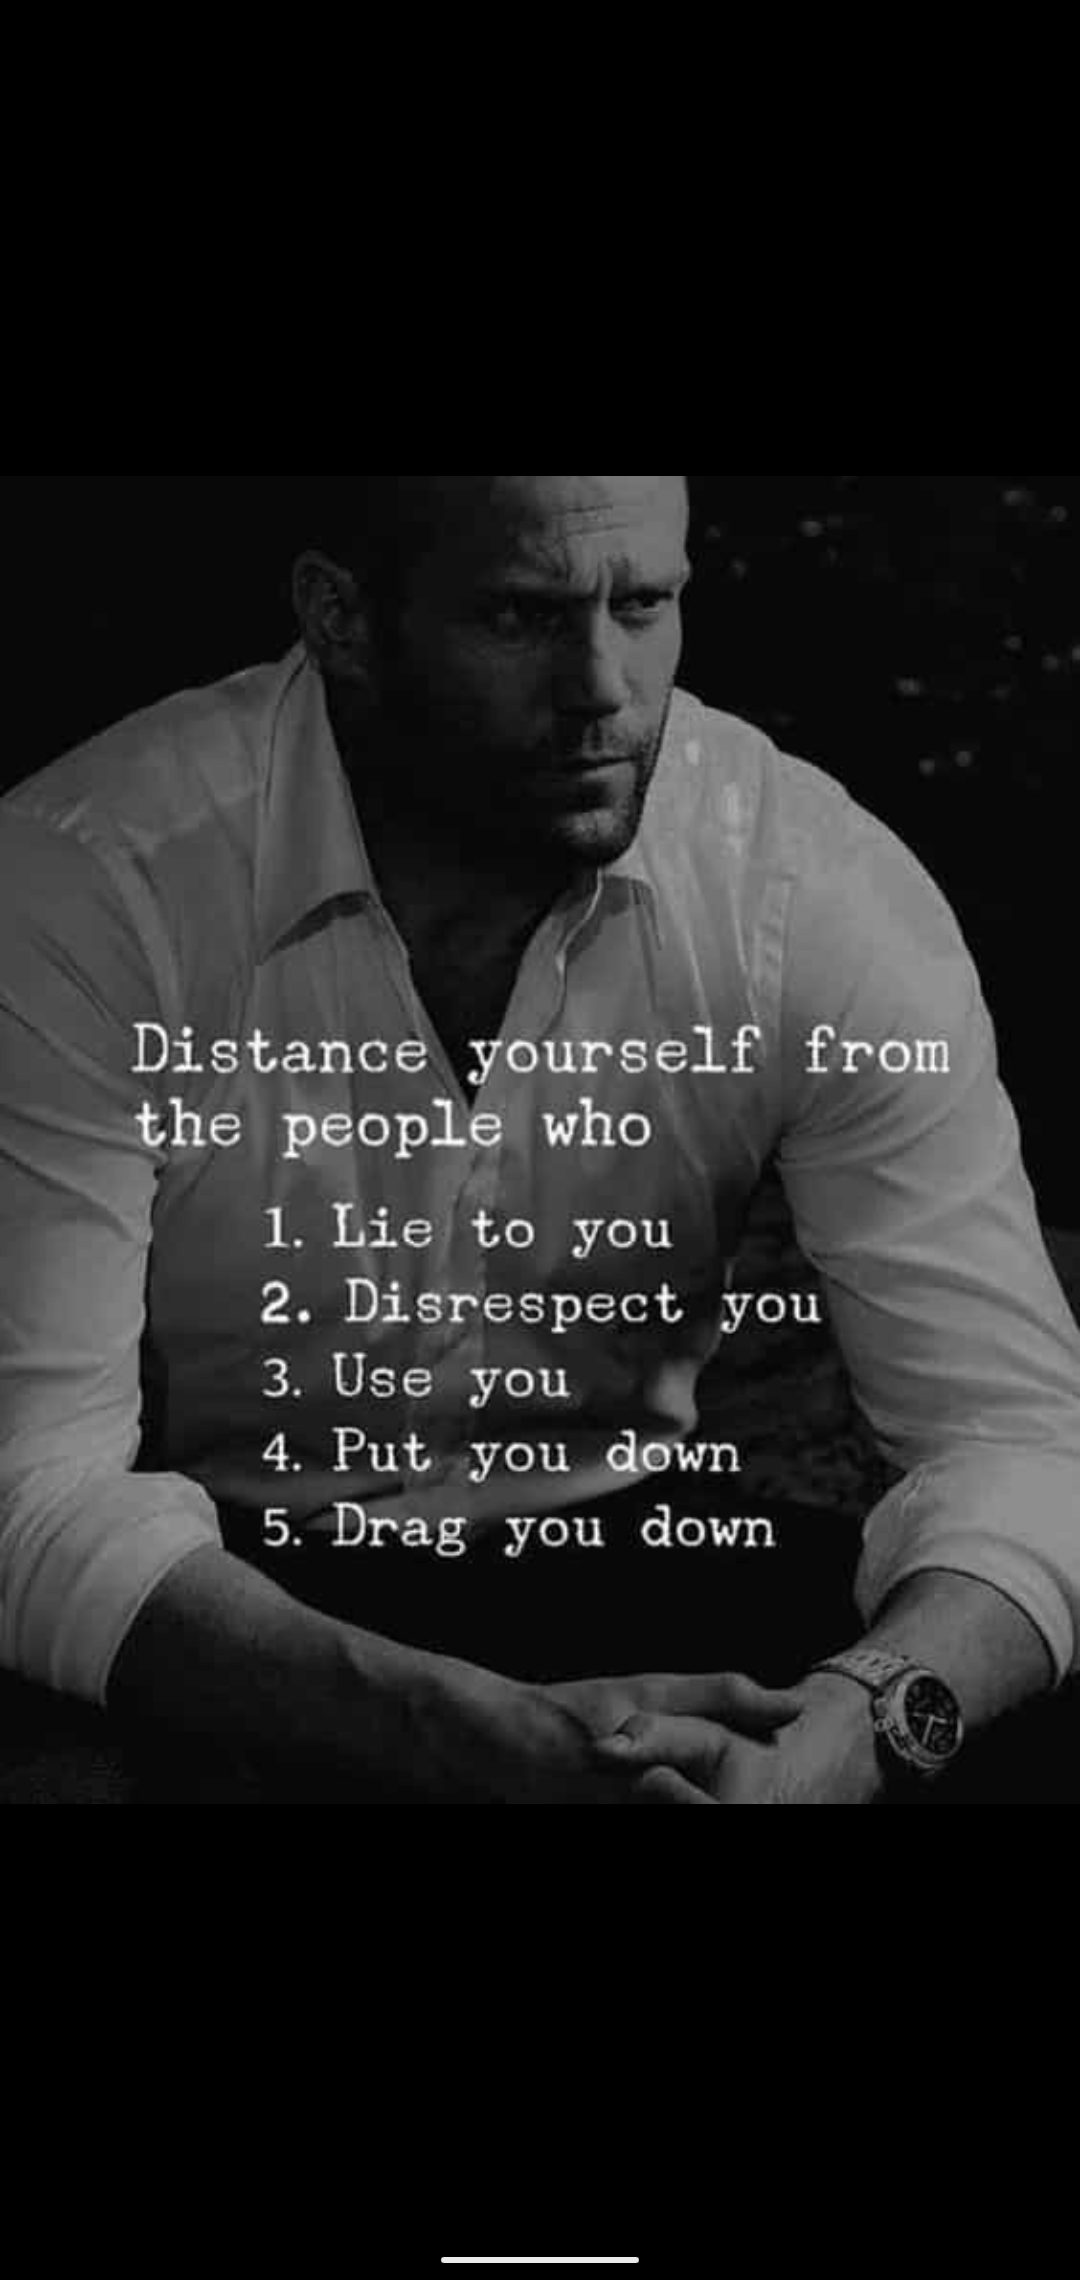 Distance yourself from
the people who
1. Lie to you
2. Disrespect you
3. Use you
4. Put you down
5. Drag you down